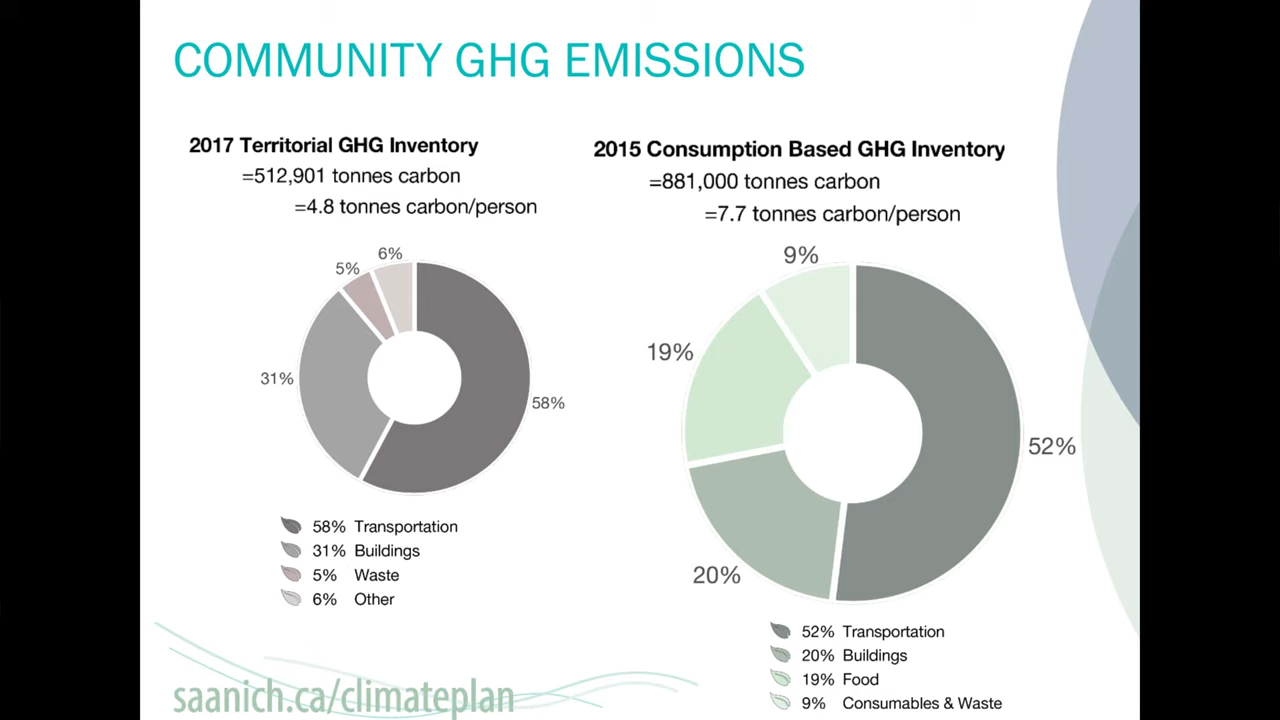 COMMUNITY GHG EMISSIONS
2017 Territorial GHG Inventory
=512,901 tonnes carbon
=4.8 tonnes carbon/person
6%
5%
31%
58%
58% Transportation
31% Buildings
5% Waste
6% Other
2015 Consumption Based GHG Inventory
=881,000 tonnes carbon
=7.7 tonnes carbon/person
9%
19%
52%
20%
52% Transportation
20% Buildings
19% Food
9% Consumables & Waste
saanich.ca/climateplan